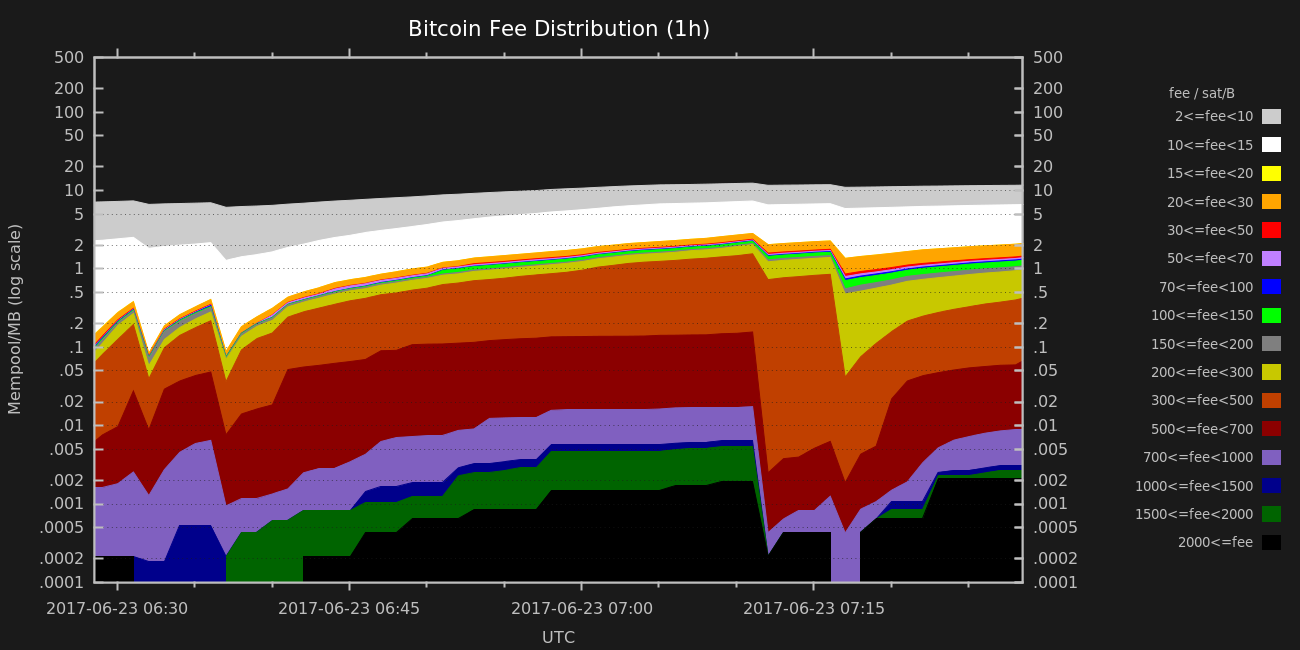 Bitcoin Fee Distribution (1h)
500 500
200 200
100 100
50 50
20 20
10 10
5 5
2 2
1 1
.5 .5
.2 .2
.1 .1
.05 .05
.02 .02
.01 .01
.005 .005
.002 .002
.001 .001
.0005 .0005
.0002 .0002
.0001 .0001
Mempool/MB (log scale)
2017-06-23 06:30 2017-06-23 06:45 2017-06-23 07:00 2017-06-23 07:15
UTC
fee / sat/B
2<=fee<10
10<=fee<15
15<=fee<20
20<=fee<30
30<=fee<50
50<=fee<70
70<=fee<100
100<=fee<150
150<=fee<200
200<=fee<300
300<=fee<500
500<=fee<700
700<=fee<1000
1000<=fee<1500
1500<=fee<2000
2000<=fee